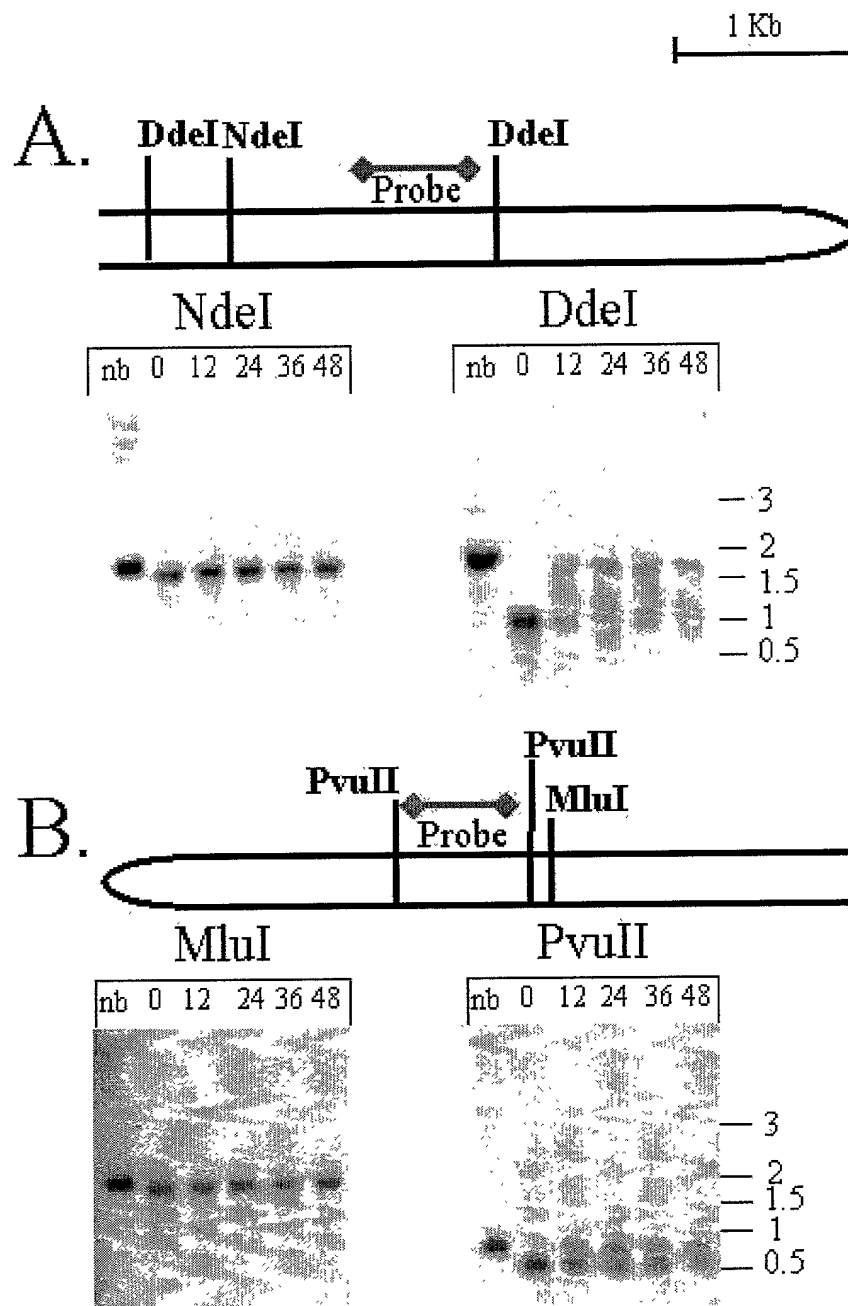 1 Kb
A.
DdeI NdeI DdeI
Probe
NdeI DdeI
nb 0 12 24 36 48 nb 0 12 24 36 48
3
2
1.5
1
0.5
B.
PvuII
PvuII MluI
Probe
MluI PvuII
nb 0 12 24 36 48 nb 0 12 24 36 48
3
2
1.5
1
0.5